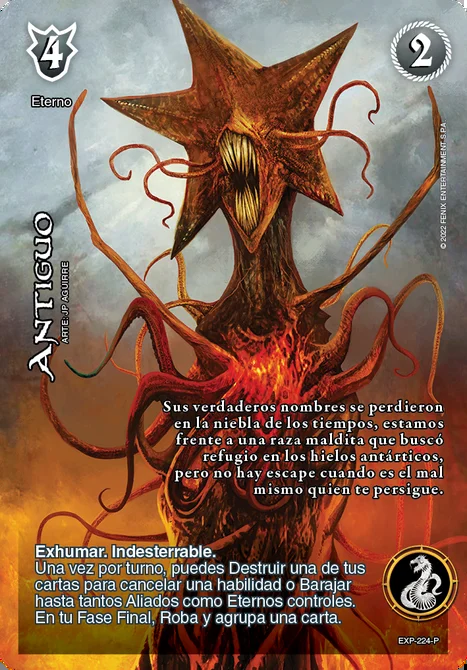 4
2
Eterno
© 2022 FENIX ENTERTAINMENT S.PA
ANTIGUO
ARTE: JP AGUIRRE
Sus verdaderos nombres se perdieron
en la niebla de los tiempos, estamos
frente a una raza maldita que buscó
refugio en los hielos antárticos,
pero no hay escape cuando es el mal
mismo quien te persigue.
Exhumar. Indesterrable.
Una vez por turno, puedes Destruir una de tus
cartas para cancelar una habilidad o Barajar
hasta tantos Aliados como Eternos controles.
En tu Fase Final, Roba y agrupa una carta.
EXP-224-P